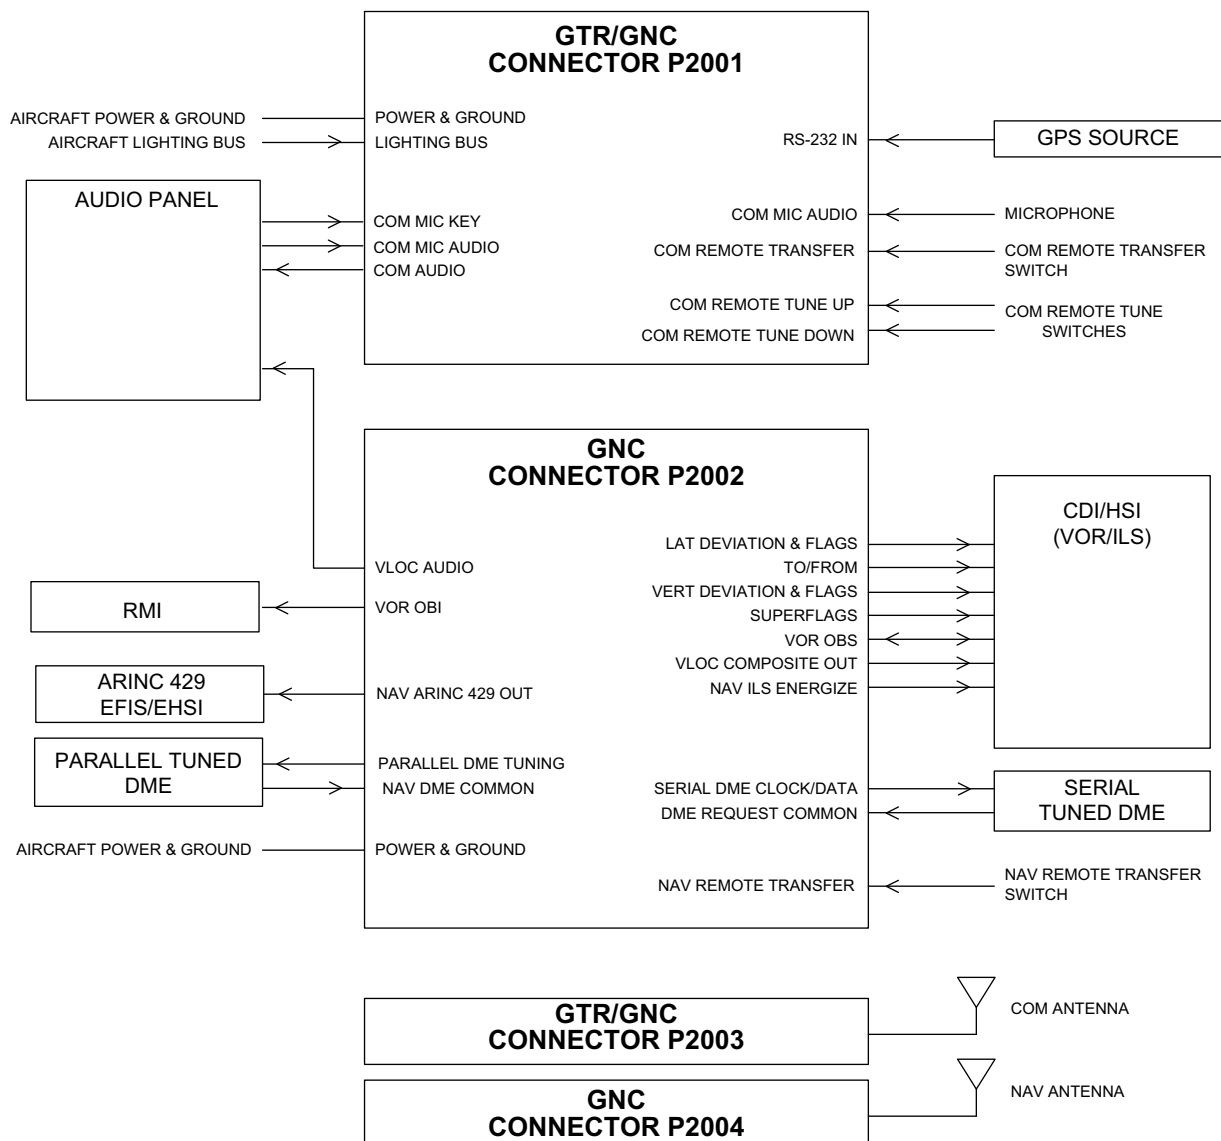 GTR/GNC
CONNECTOR P2001
AIRCRAFT POWER & GROUND
POWER & GROUND
AIRCRAFT LIGHTING BUS
LIGHTING BUS
RS-232 IN
GPS SOURCE
AUDIO PANEL
COM MIC KEY
COM MIC AUDIO
COM AUDIO
COM MIC AUDIO
MICROPHONE
COM REMOTE TRANSFER
COM REMOTE TRANSFER
SWITCH
COM REMOTE TUNE UP
COM REMOTE TUNE DOWN
COM REMOTE TUNE
SWITCHES
GNC
CONNECTOR P2002
VLOC AUDIO
RMI
VOR OBI
ARINC 429
EFIS/EHSI
NAV ARINC 429 OUT
PARALLEL TUNED
DME
PARALLEL DME TUNING
NAV DME COMMON
AIRCRAFT POWER & GROUND
POWER & GROUND
LAT DEVIATION & FLAGS
TO/FROM
VERT DEVIATION & FLAGS
SUPERFLAGS
VOR OBS
VLOC COMPOSITE OUT
NAV ILS ENERGIZE
CDI/HSI
(VOR/ILS)
SERIAL DME CLOCK/DATA
DME REQUEST COMMON
SERIAL
TUNED DME
NAV REMOTE TRANSFER
NAV REMOTE TRANSFER
SWITCH
GTR/GNC
CONNECTOR P2003
COM ANTENNA
GNC
CONNECTOR P2004
NAV ANTENNA